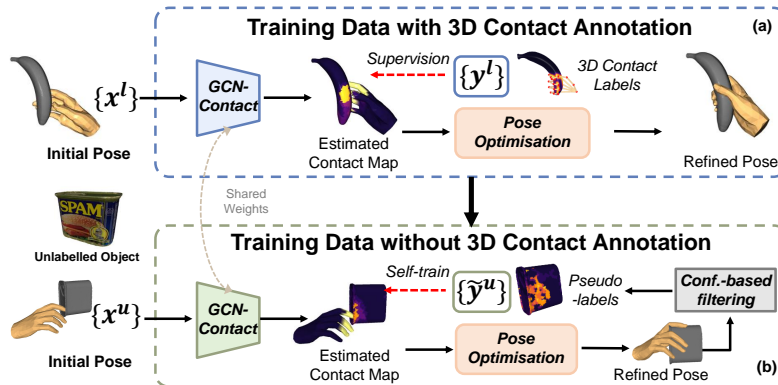 Training Data with 3D Contact Annotation
(a)
{x^l}
Initial Pose
GCN-
Contact
Estimated
Contact Map
Supervision
{y^l}
3D Contact
Labels
Pose
Optimisation
Refined Pose
Shared
Weights
SPAM
Unlabelled Object
Training Data without 3D Contact Annotation
{x^u}
Initial Pose
GCN-
Contact
Estimated
Contact Map
Self-train
{ỹ^u}
Pseudo
-labels
Conf.-based
filtering
Pose
Optimisation
Refined Pose
(b)